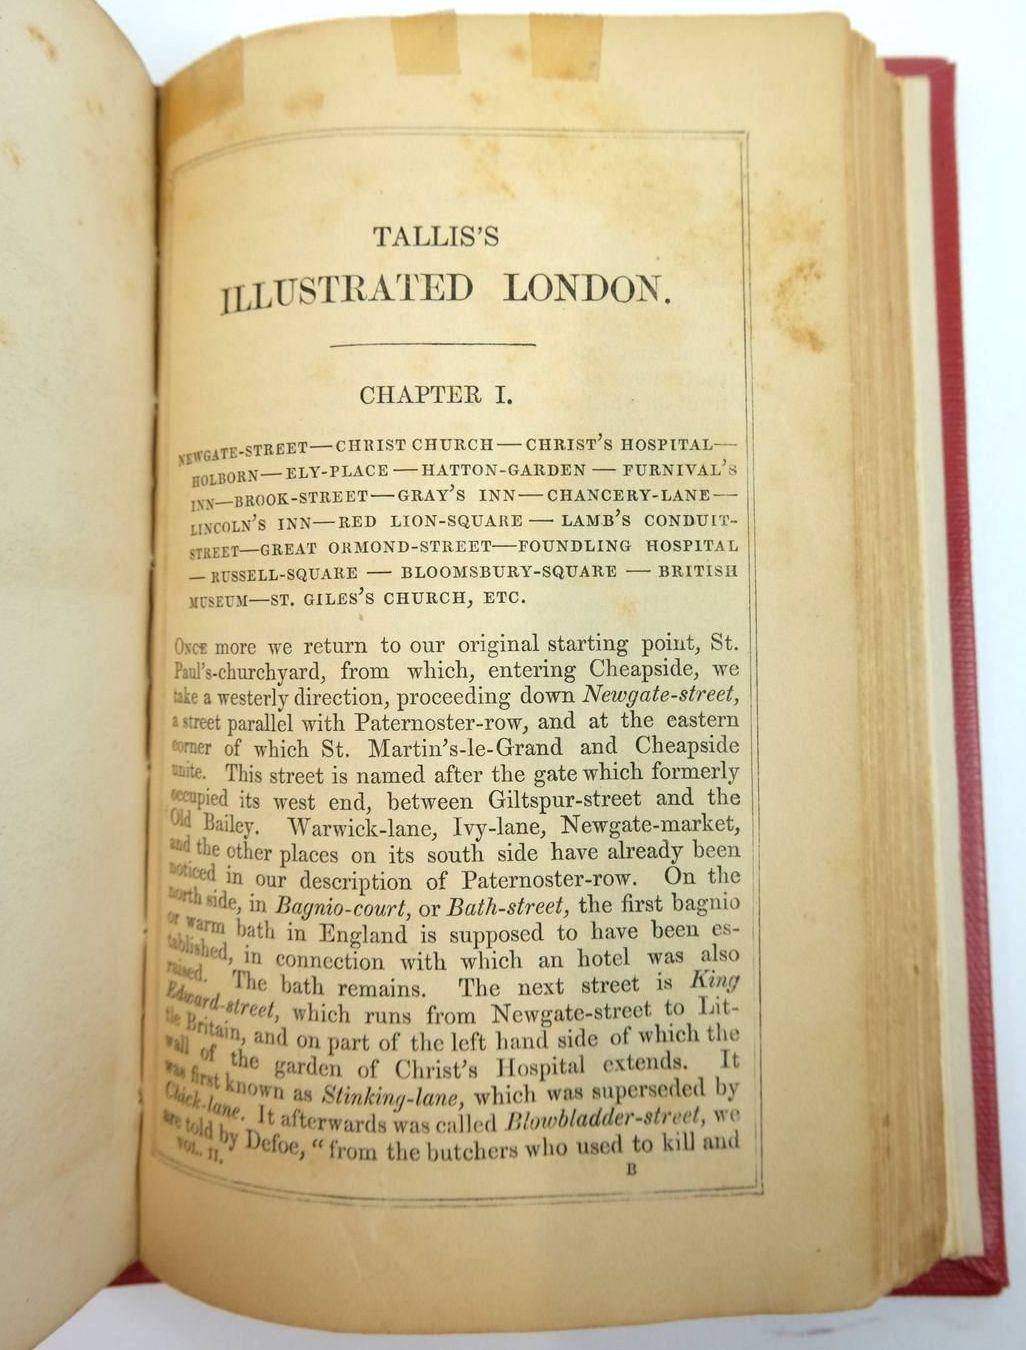 TALLIS'S
ILLUSTRATED LONDON.
CHAPTER I.
NEWGATE-STREET—CHRIST CHURCH—CHRIST'S HOSPITAL—
HOLBORN—ELY-PLACE—HATTON-GARDEN—FURNIVAL'S
INN—BROOK-STREET—GRAY'S INN—CHANCERY-LANE—
LINCOLN'S INN—RED LION-SQUARE—LAMB'S CONDUIT-
STREET—GREAT ORMOND-STREET—FOUNDLING HOSPITAL
—RUSSELL-SQUARE—BLOOMSBURY-SQUARE—BRITISH
MUSEUM—ST. GILES'S CHURCH, ETC.
ONCE more we return to our original starting point, St.
Paul's-churchyard, from which, entering Cheapside, we
take a westerly direction, proceeding down Newgate-street,
a street parallel with Paternoster-row, and at the eastern
corner of which St. Martin's-le-Grand and Cheapside
unite. This street is named after the gate which formerly
occupied its west end, between Giltspur-street and the
Old Bailey. Warwick-lane, Ivy-lane, Newgate-market,
and the other places on its south side have already been
noticed in our description of Paternoster-row. On the
north side, in Bagnio-court, or Bath-street, the first bagnio
or warm bath in England is supposed to have been es-
tablished, in connection with which an hotel was also
raised. The bath remains. The next street is King
Edward-street, which runs from Newgate-street to Lit-
tle Britain, and on part of the left hand side of which the
wall of the garden of Christ's Hospital extends. It
was first known as Stinking-lane, which was superseded by
Chick-lane. It afterwards was called Blowbladder-street, we
are told by Defoe, "from the butchers who used to kill and
VOL. II. B